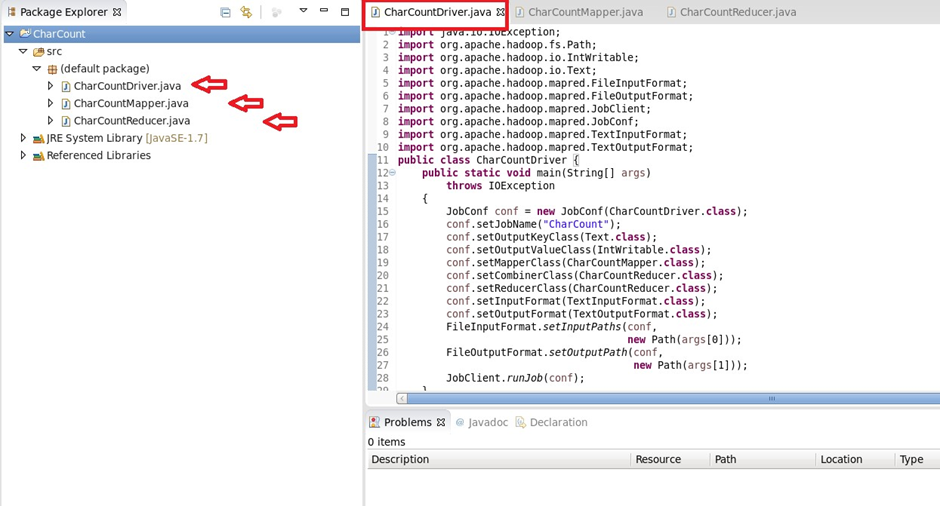 Package Explorer
CharCount
src
(default package)
CharCountDriver.java
CharCountMapper.java
CharCountReducer.java
JRE System Library [JavaSE-1.7]
Referenced Libraries
CharCountDriver.java CharCountMapper.java CharCountReducer.java
1 import java.io.IOException;
2 import org.apache.hadoop.fs.Path;
3 import org.apache.hadoop.io.IntWritable;
4 import org.apache.hadoop.io.Text;
5 import org.apache.hadoop.mapred.FileInputFormat;
6 import org.apache.hadoop.mapred.FileOutputFormat;
7 import org.apache.hadoop.mapred.JobClient;
8 import org.apache.hadoop.mapred.JobConf;
9 import org.apache.hadoop.mapred.TextInputFormat;
10 import org.apache.hadoop.mapred.TextOutputFormat;
11 public class CharCountDriver {
12 public static void main(String[] args)
13 throws IOException
14 {
15 JobConf conf = new JobConf(CharCountDriver.class);
16 conf.setJobName("CharCount");
17 conf.setOutputKeyClass(Text.class);
18 conf.setOutputValueClass(IntWritable.class);
19 conf.setMapperClass(CharCountMapper.class);
20 conf.setCombinerClass(CharCountReducer.class);
21 conf.setReducerClass(CharCountReducer.class);
22 conf.setInputFormat(TextInputFormat.class);
23 conf.setOutputFormat(TextOutputFormat.class);
24 FileInputFormat.setInputPaths(conf,
25 new Path(args[0]));
26 FileOutputFormat.setOutputPath(conf,
27 new Path(args[1]));
28 JobClient.runJob(conf);
29 }
Problems Javadoc Declaration
0 items
Description Resource Path Location Type